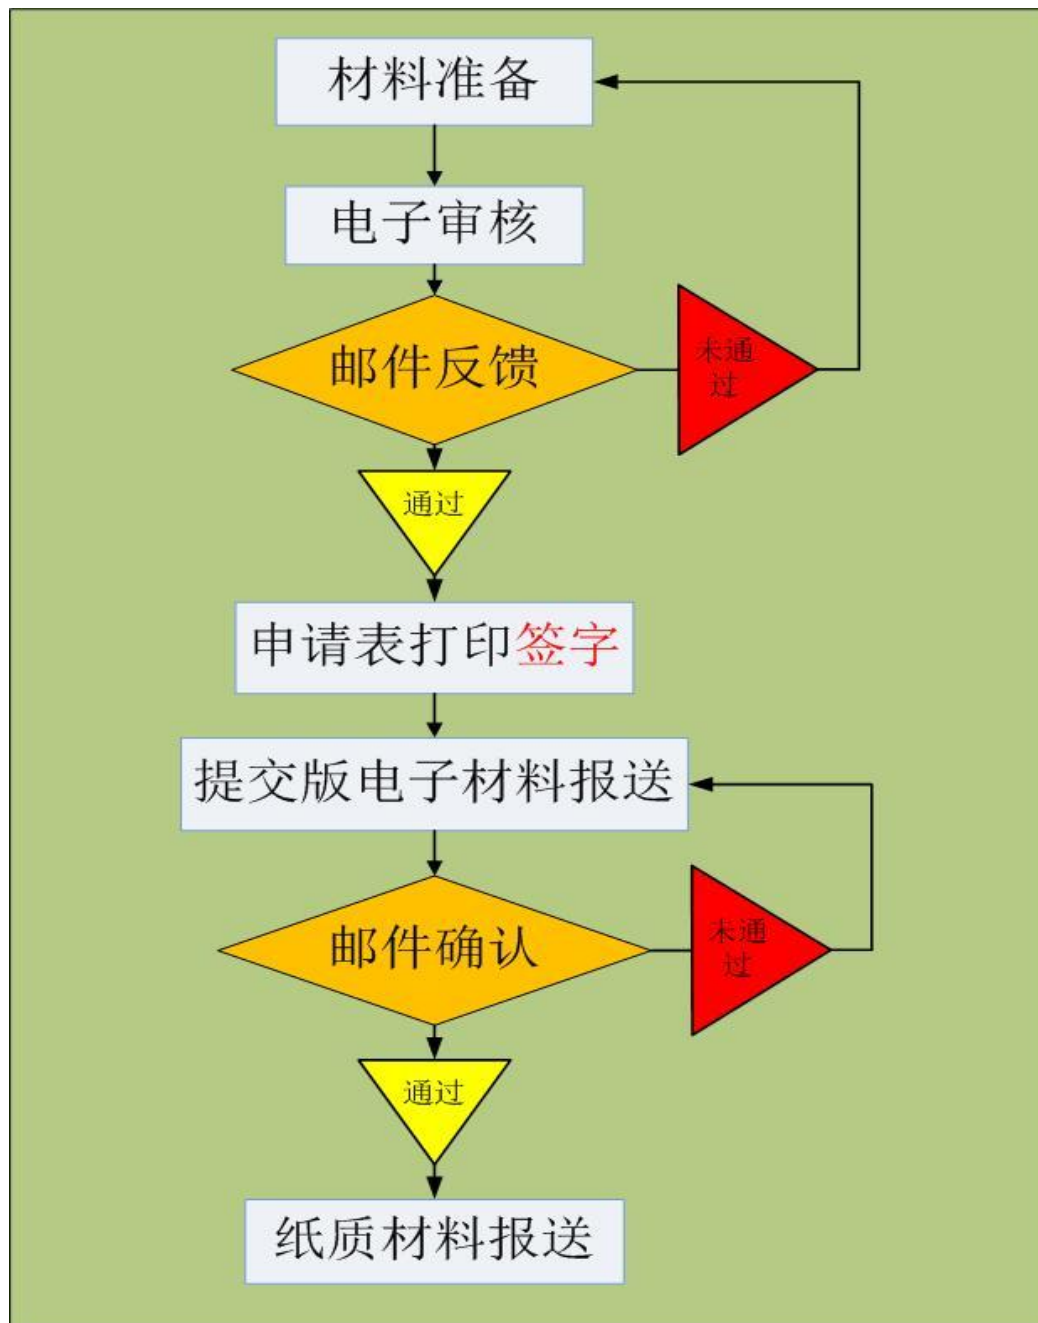 材料准备
电子审核
邮件反馈
未通
过
通过
申请表打印签字
提交版电子材料报送
邮件确认
未通
过
通过
纸质材料报送